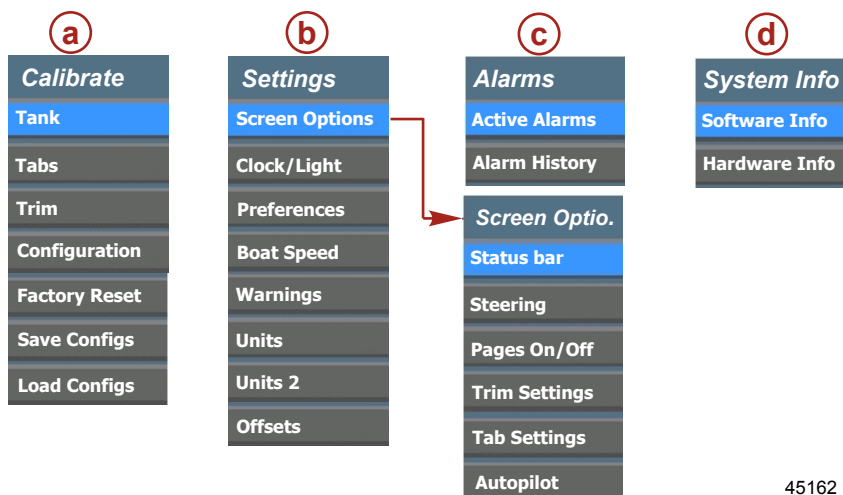 a
Calibrate
Tank
Tabs
Trim
Configuration
Factory Reset
Save Configs
Load Configs
b
Settings
Screen Options
Clock/Light
Preferences
Boat Speed
Warnings
Units
Units 2
Offsets
c
Alarms
Active Alarms
Alarm History
Screen Optio.
Status bar
Steering
Pages On/Off
Trim Settings
Tab Settings
Autopilot
d
System Info
Software Info
Hardware Info
45162